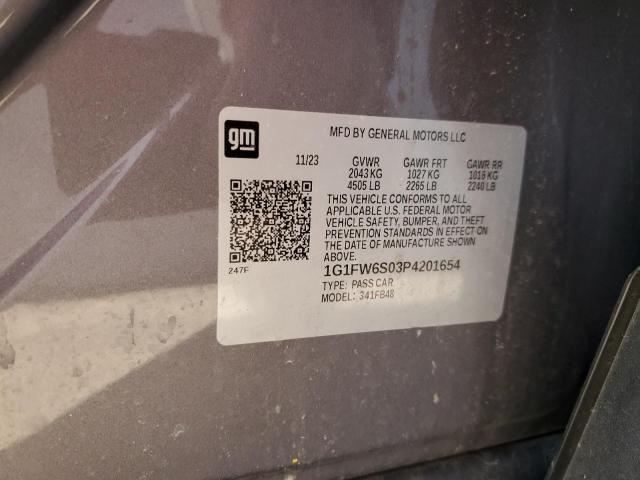 gm
MFD BY GENERAL MOTORS LLC
11/23 GVWR GAWR FRT GAWR RR
2043 KG 1027 KG 1016 KG
4505 LB 2265 LB 2240 LB
THIS VEHICLE CONFORMS TO ALL
APPLICABLE U.S. FEDERAL MOTOR
VEHICLE SAFETY, BUMPER, AND THEFT
PREVENTION STANDARDS IN EFFECT ON
THE DATE OF MANUFACTURE SHOWN
ABOVE.
247F
1G1FW6S03P4201654
TYPE: PASS CAR
MODEL: 341FB48